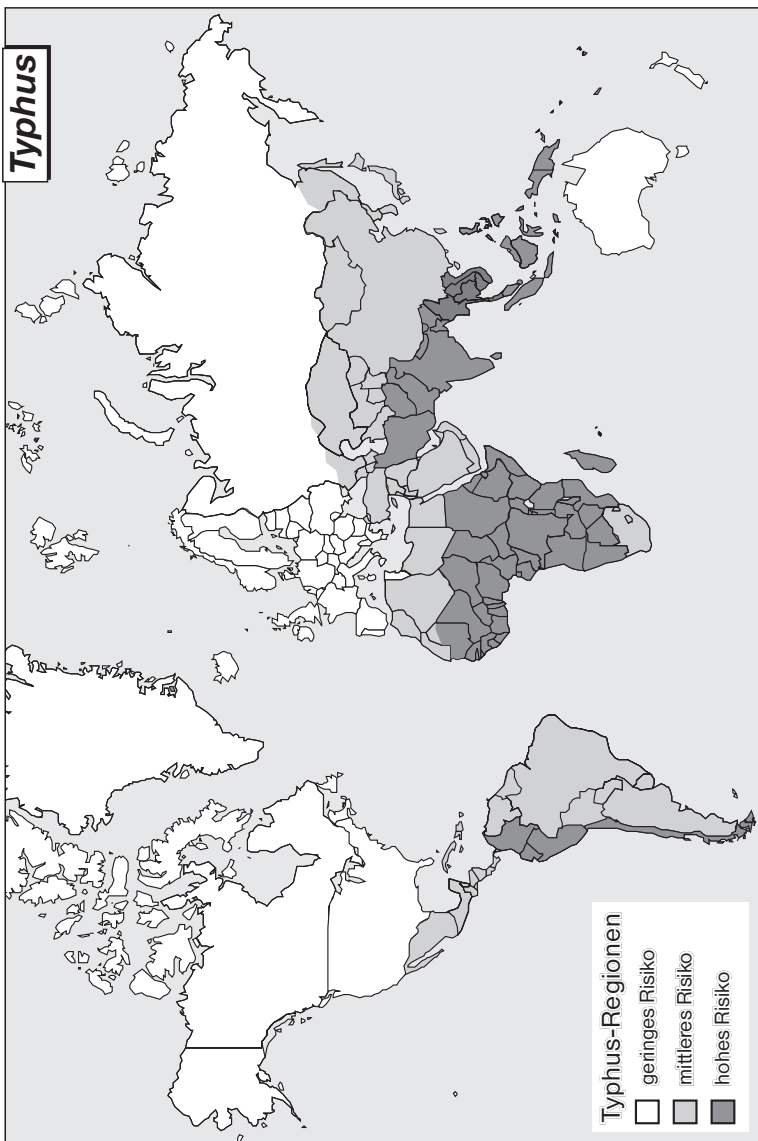 Typhus
Typhus-Regionen
geringes Risiko
mittleres Risiko
hohes Risiko